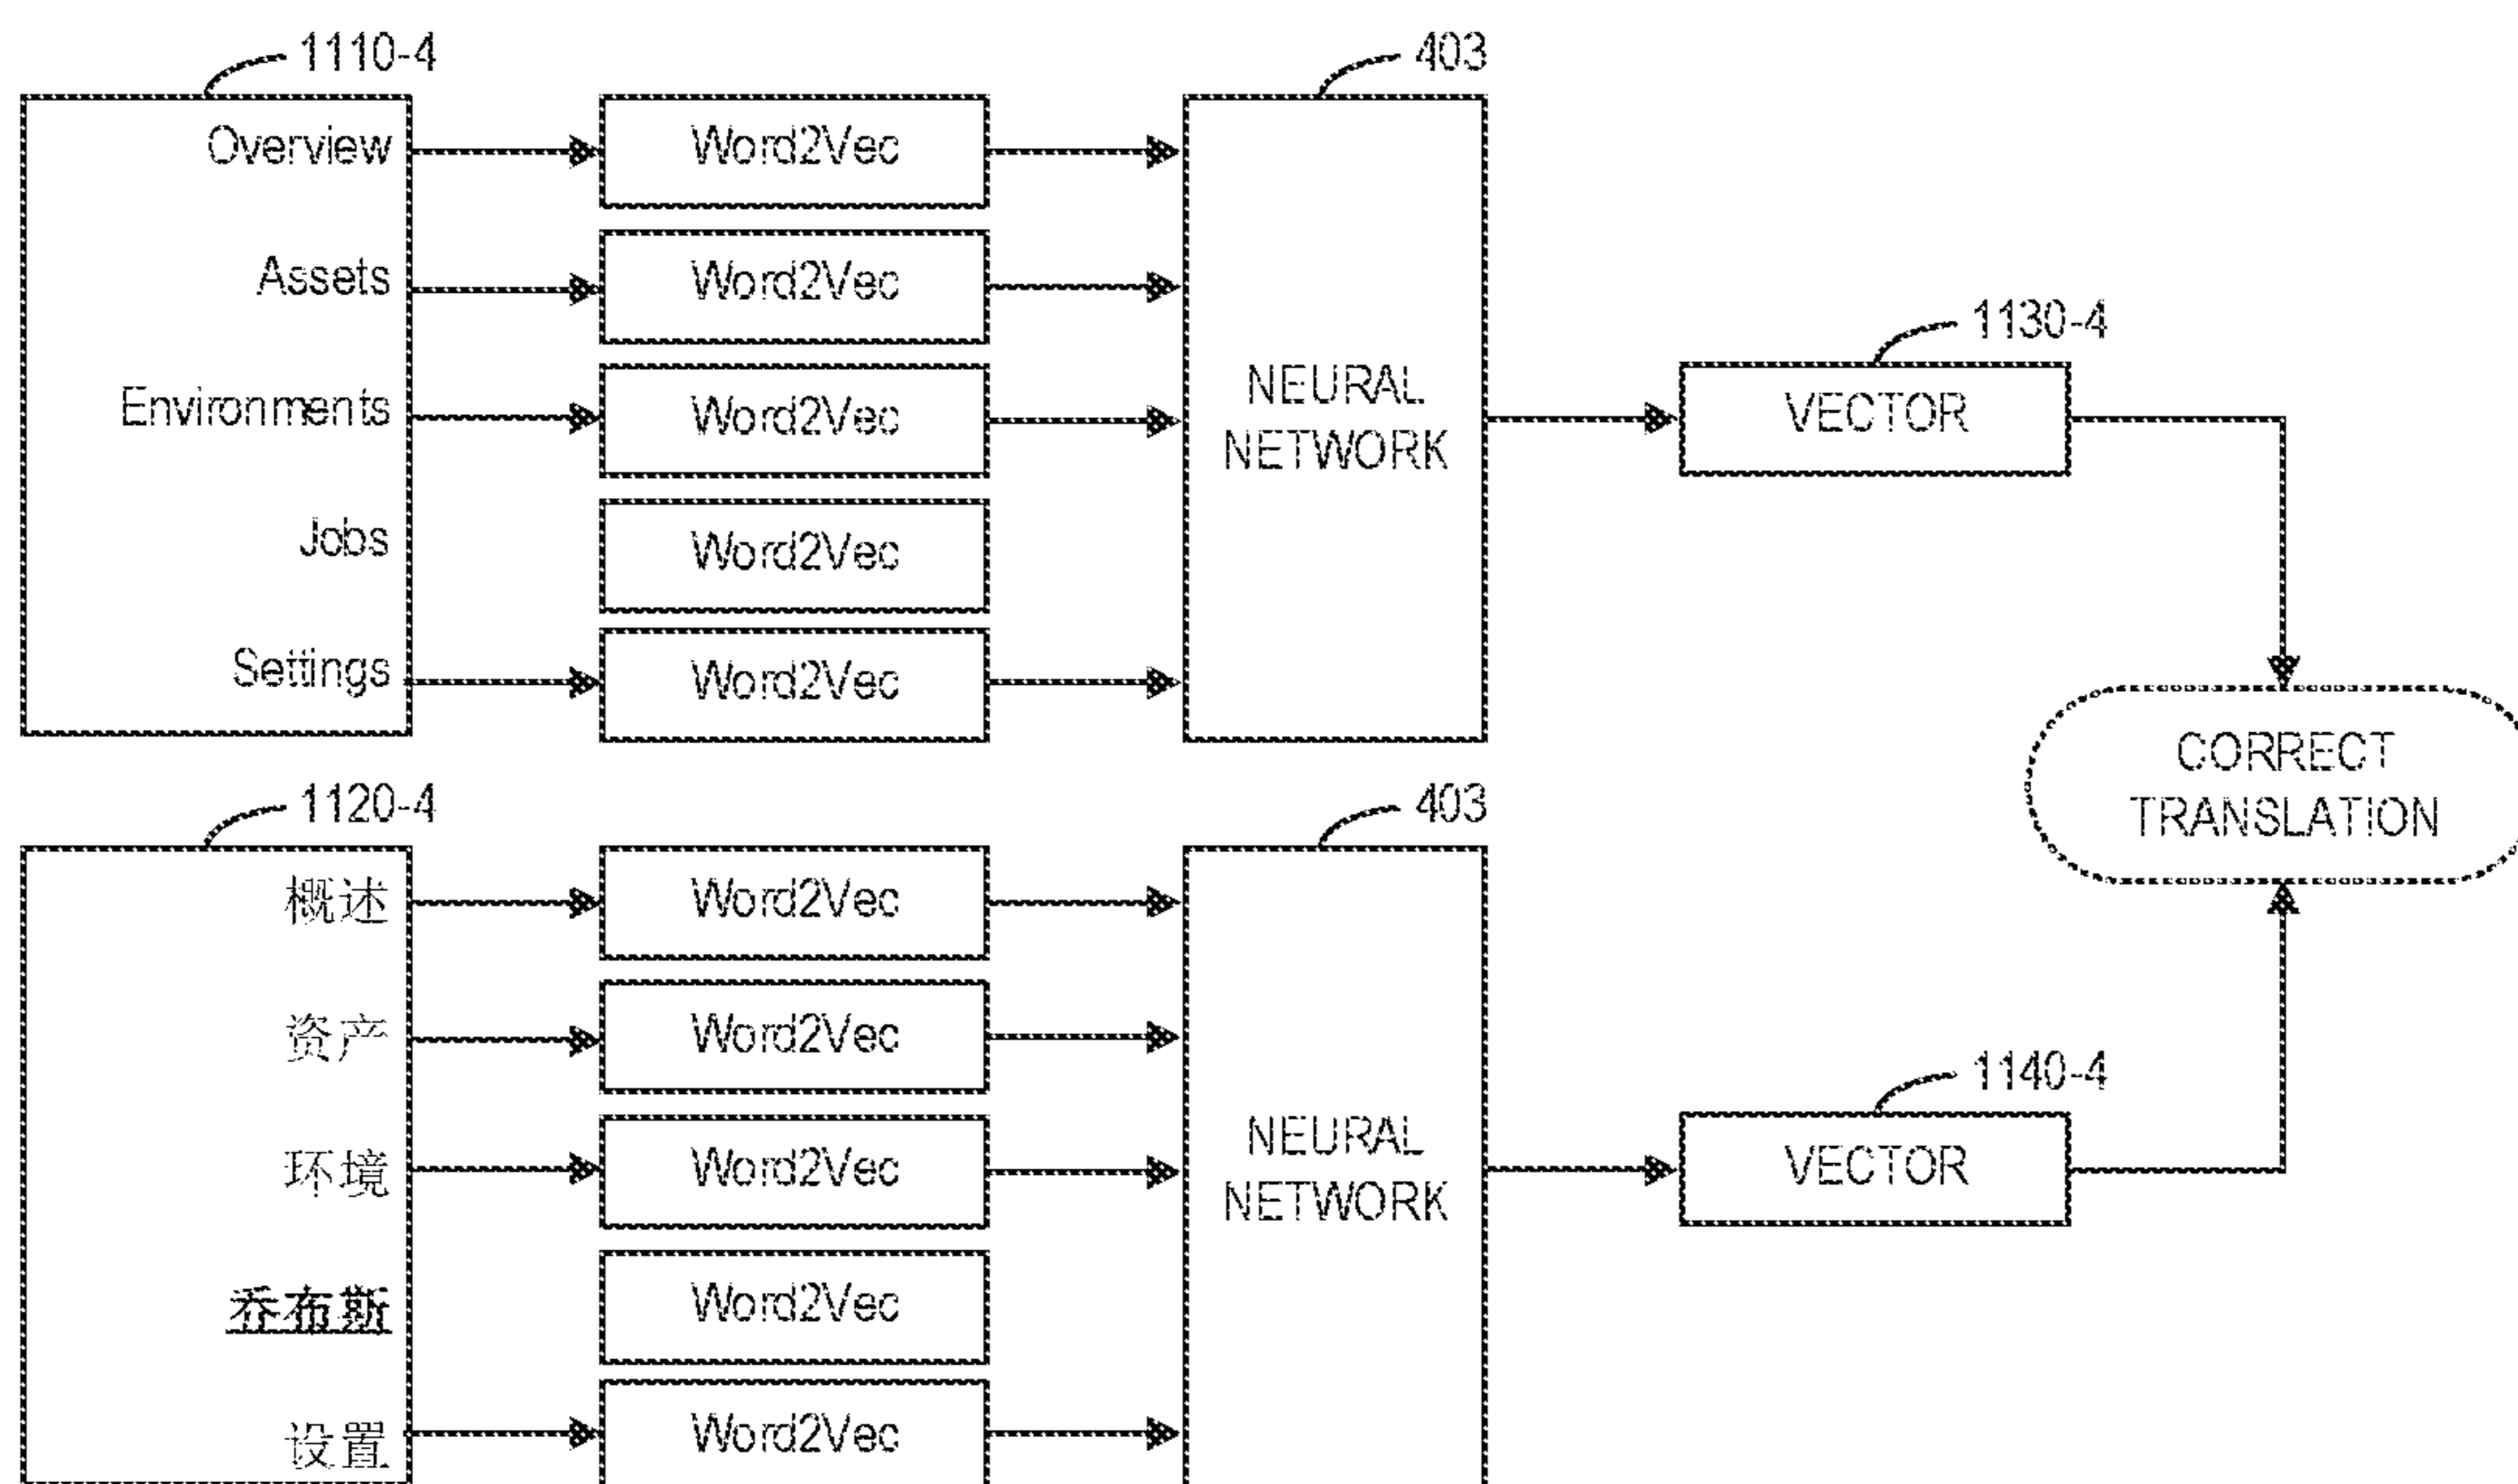 1110-4
403
Overview
Word2Vec
Assets
Word2Vec
Environments
Word2Vec
Jobs
Word2Vec
Settings
Word2Vec
NEURAL
NETWORK
1130-4
VECTOR
CORRECT
TRANSLATION
1120-4
403
概述
Word2Vec
资产
Word2Vec
环境
Word2Vec
乔布斯
Word2Vec
设置
Word2Vec
NEURAL
NETWORK
1140-4
VECTOR